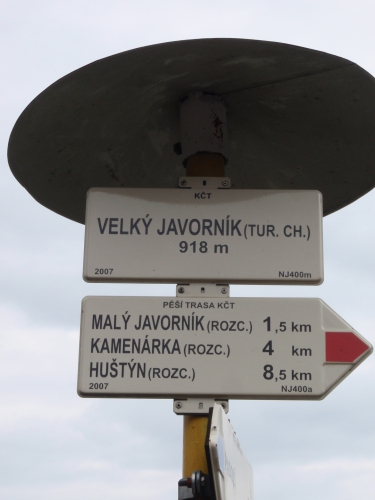 KČT
VELKÝ JAVORNÍK (TUR. CH.)
918 m
2007 NJ400m
PĚŠÍ TRASA KČT
MALÝ JAVORNÍK (ROZC.) 1,5 km
KAMENÁRKA (ROZC.) 4 km
HUŠTÝN (ROZC.) 8,5 km
2007 NJ400a